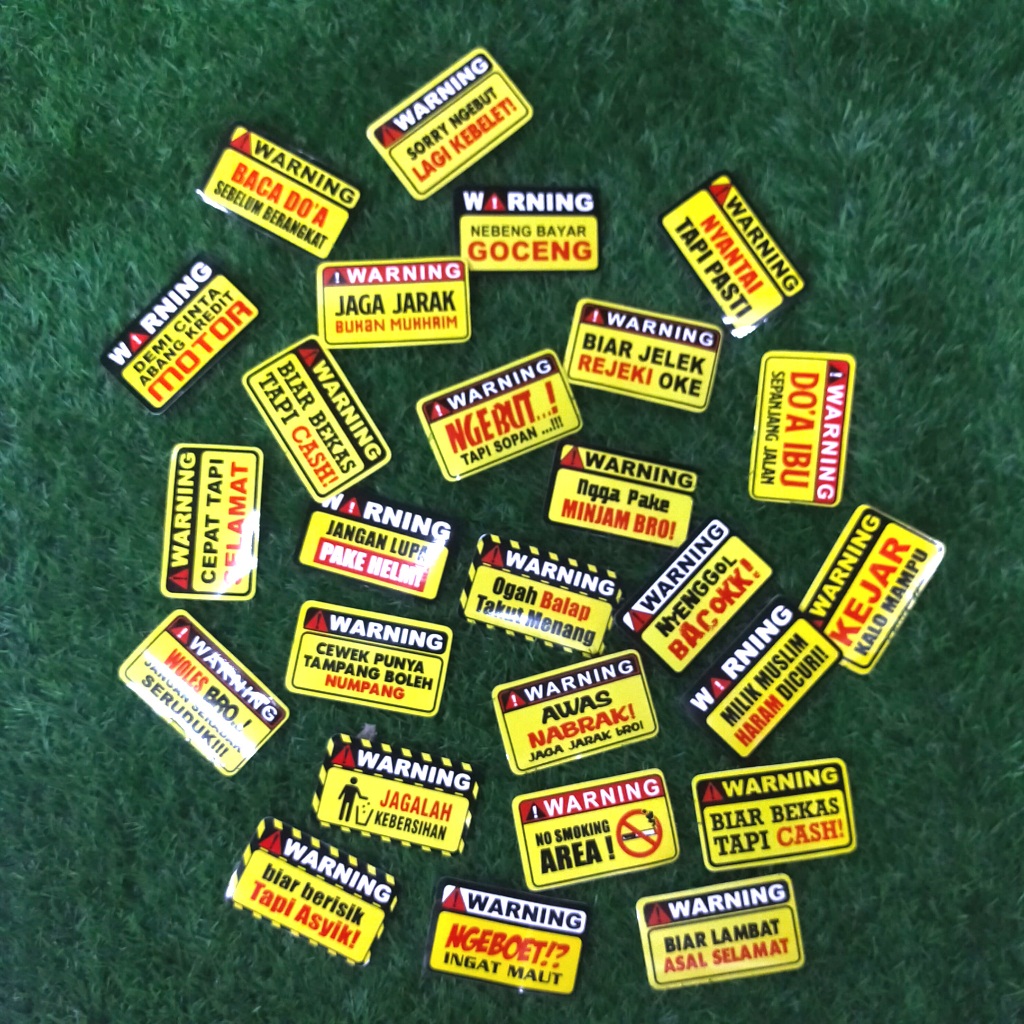 WARNING
SORRY NGEBUT
LAGI KEBELET!
WARNING
BACA DO'A
SEBELUM BERANGKAT
WARNING
NEBENG BAYAR
GOCENG
WARNING
NYANTAI
TAPI PASTI
WARNING
DEMI CINTA
ABANG KREDIT
MOTOR
! WARNING
JAGA JARAK
BUKAN MUKHRIM
! WARNING
BIAR JELEK
REJEKI OKE
WARNING
BIAR BEKAS
TAPI CASH!
! WARNING
NGEBUT..!
TAPI SOPAN ...!!!
! WARNING
DO'A IBU
SEPANJANG JALAN
WARNING
CEPAT TAPI
SELAMAT
WARNING
JANGAN LUPA
PAKE HELM!
WARNING
Ngga Pake
MINJAM BRO!
WARNING
Ogah Balap
Takut Menang
WARNING
NYENGGOL
BACOKK!
WARNING
KEJAR
KALO MAMPU
WARNING
MILIK MUSLIM
HARAM DICURI!
WARNING
WOLES BRO..!
SERUDUK!!!
WARNING
CEWEK PUNYA
TAMPANG BOLEH
NUMPANG
! WARNING
AWAS
NABRAK!
JAGA JARAK bRO!
WARNING
JAGALAH
KEBERSIHAN
! WARNING
NO SMOKING
AREA !
WARNING
BIAR BEKAS
TAPI CASH!
WARNING
biar berisik
Tapi Asyik!
WARNING
NGEBOET!?
INGAT MAUT
WARNING
BIAR LAMBAT
ASAL SELAMAT